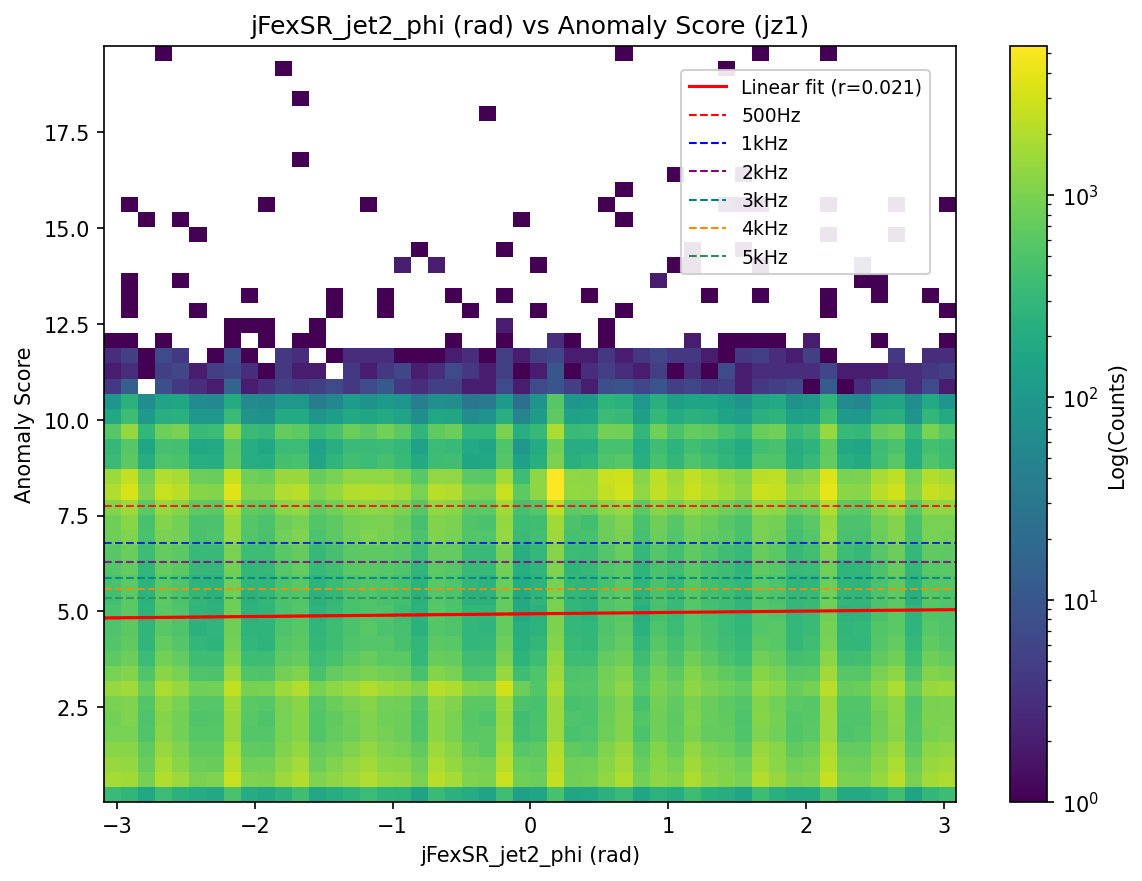 jFexSR_jet2_phi (rad) vs Anomaly Score (jz1)
Linear fit (r=0.021)
500Hz
1kHz
2kHz
3kHz
4kHz
5kHz
17.5
15.0
12.5
10.0
7.5
5.0
2.5
Anomaly Score
−3
−2
−1
0
1
2
3
jFexSR_jet2_phi (rad)
10³
10²
10¹
10⁰
Log(Counts)